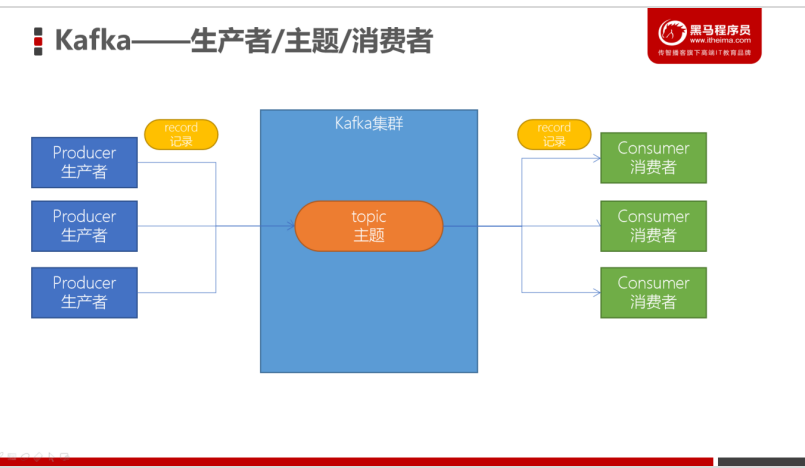 Kafka——生产者/主题/消费者
黑马程序员
www.itheima.com
传智播客旗下高端IT教育品牌
Kafka集群
record
记录
record
记录
Producer
生产者
Consumer
消费者
Producer
生产者
topic
主题
Consumer
消费者
Producer
生产者
Consumer
消费者